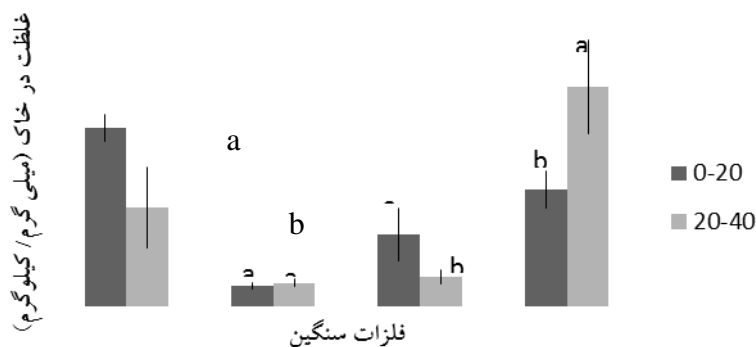 غلظت در خاک (میلی گرم/ کیلوگرم)
a
a
b
b
a
b
0-20
20-40
فلزات سنگین